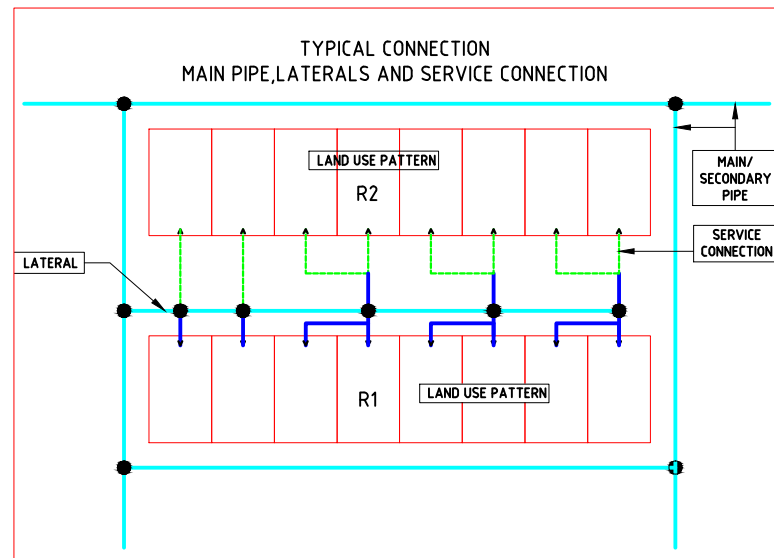 TYPICAL CONNECTION
MAIN PIPE,LATERALS AND SERVICE CONNECTION
LAND USE PATTERN
R2
MAIN/
SECONDARY
PIPE
SERVICE
CONNECTION
LATERAL
LAND USE PATTERN
R1